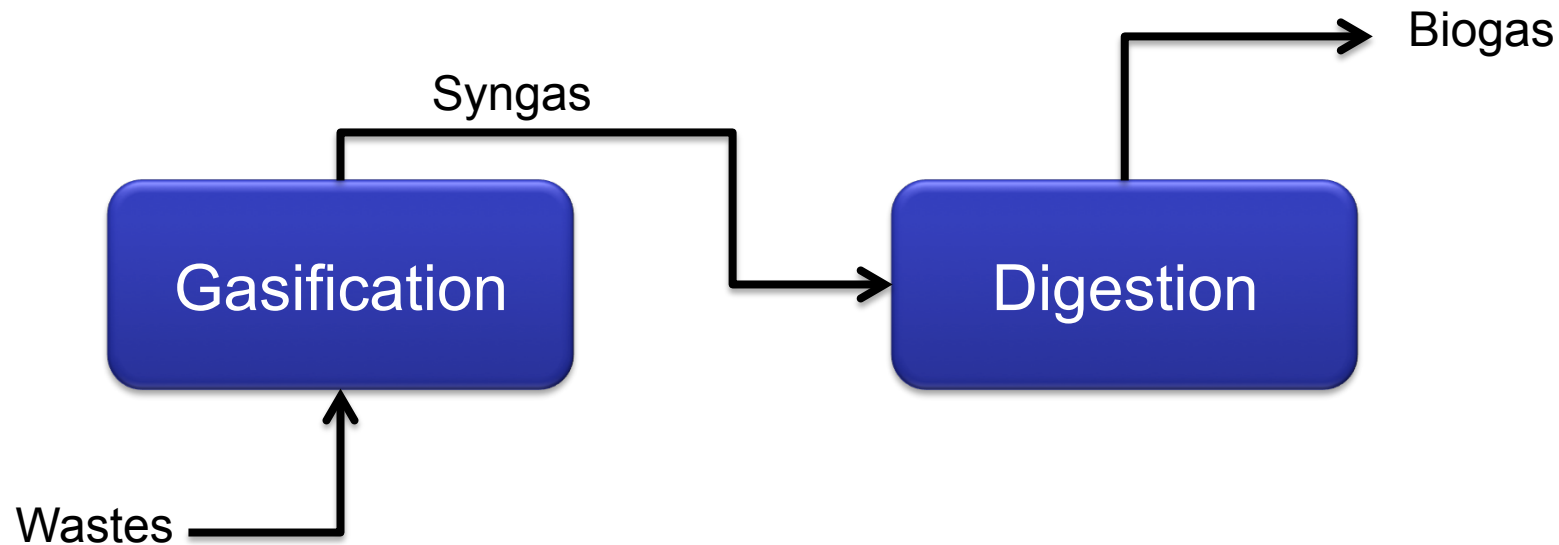 Biogas
Syngas
Gasification
Digestion
Wastes